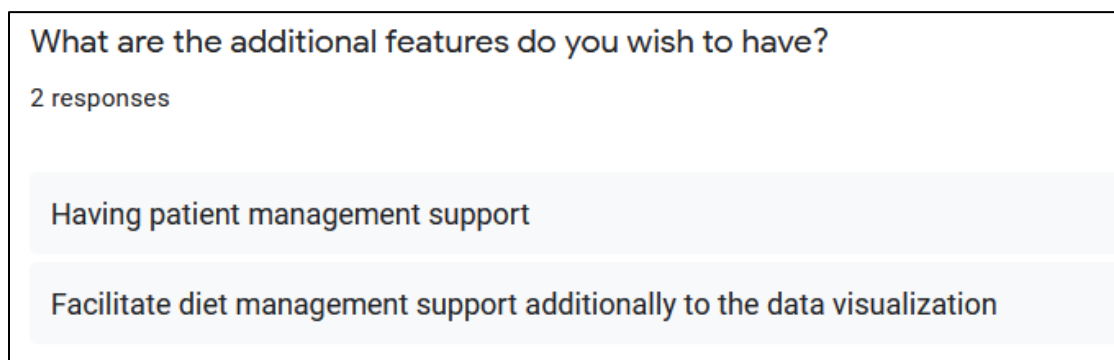 What are the additional features do you wish to have?
2 responses
Having patient management support
Facilitate diet management support additionally to the data visualization